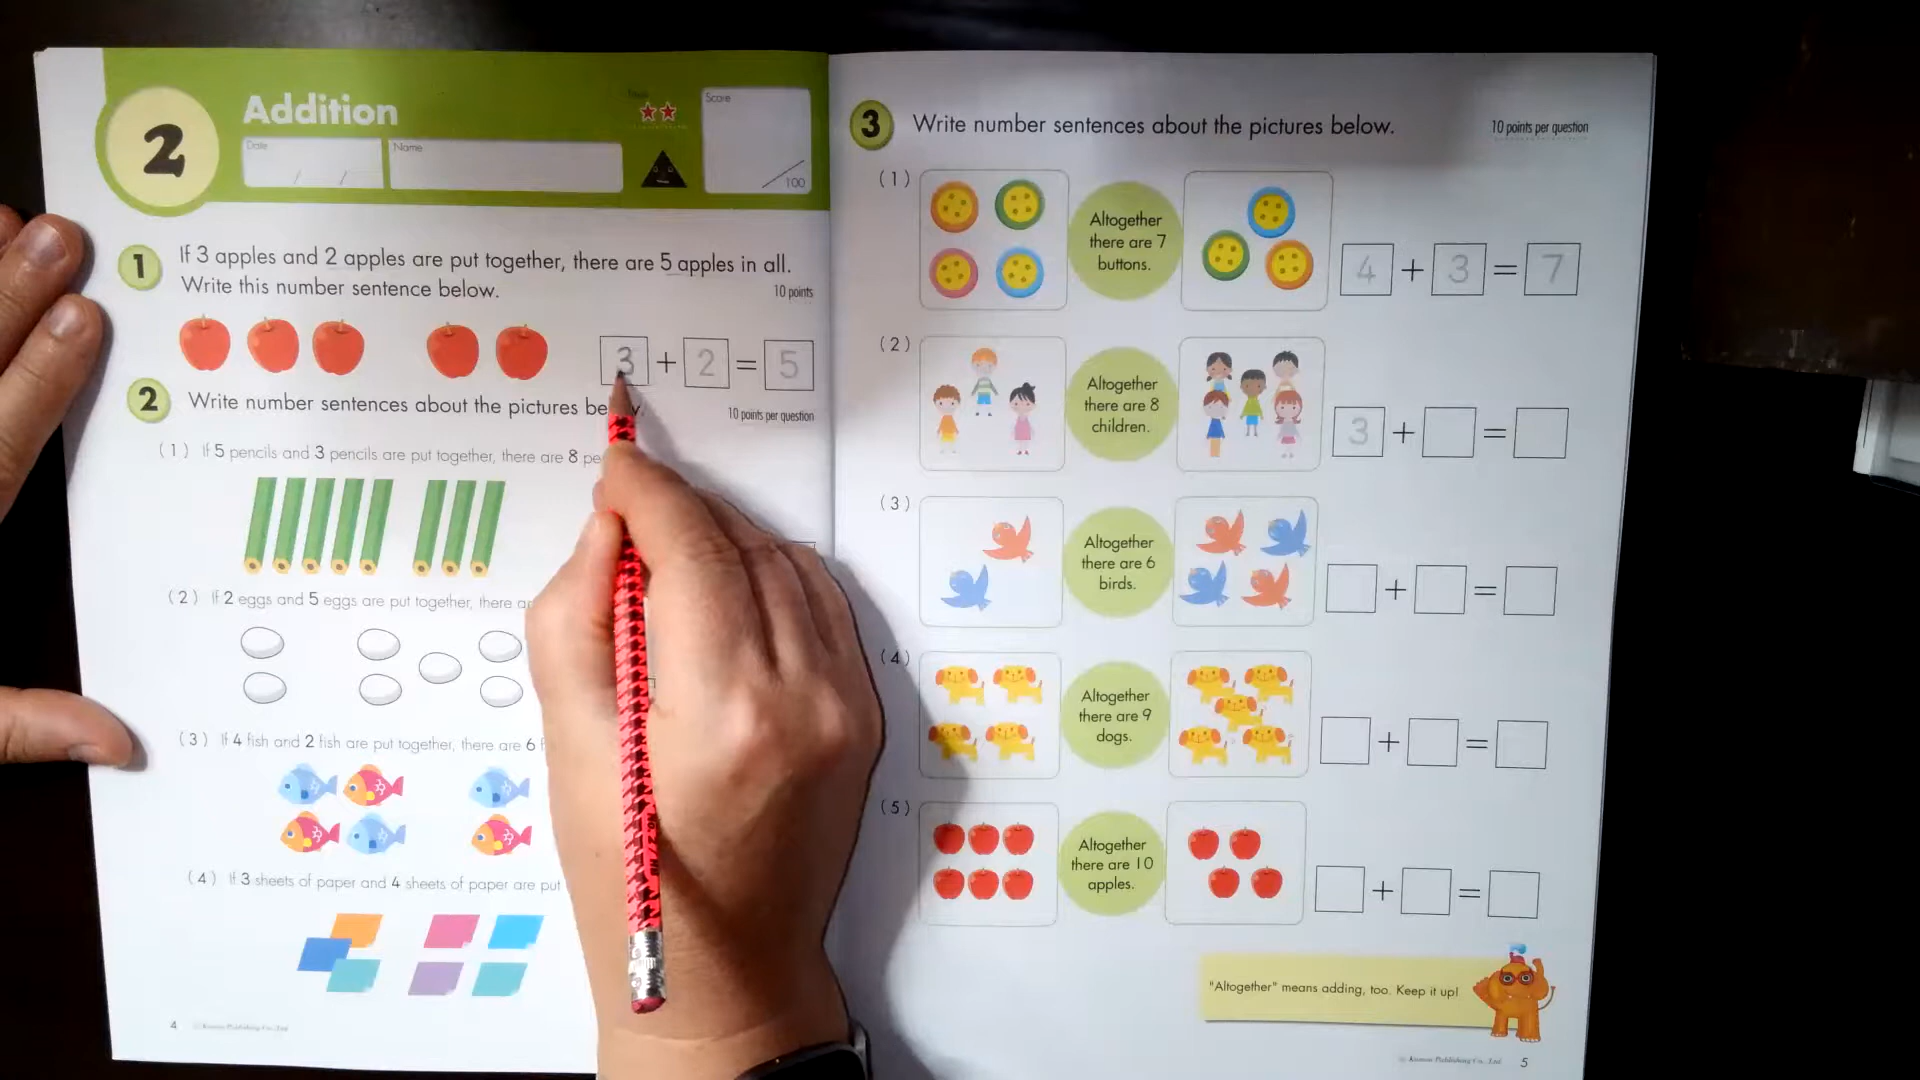 2
Addition
Date
Name
Score
100
1
If 3 apples and 2 apples are put together, there are 5 apples in all.
Write this number sentence below.
10 points
3 + 2 = 5
2
Write number sentences about the pictures
10 points per question
(1) If 5 pencils and 3 pencils are put together, there are 8
(2) If 2 eggs and 5 eggs are put together, there
(3) If 4 fish and 2 fish are put together, there are 6
(4) If 3 sheets of paper and 4 sheets of paper are put
4
3
Write number sentences about the pictures below.
10 points per question
(1)
Altogether
there are 7
buttons.
4 + 3 = 7
(2)
Altogether
there are 8
children.
3 + =
(3)
Altogether
there are 6
birds.
+ =
(4)
Altogether
there are 9
dogs.
+ =
(5)
Altogether
there are 10
apples.
+ =
"Altogether" means adding, too. Keep it up!
© Kumon Publishing Co., Ltd.
5